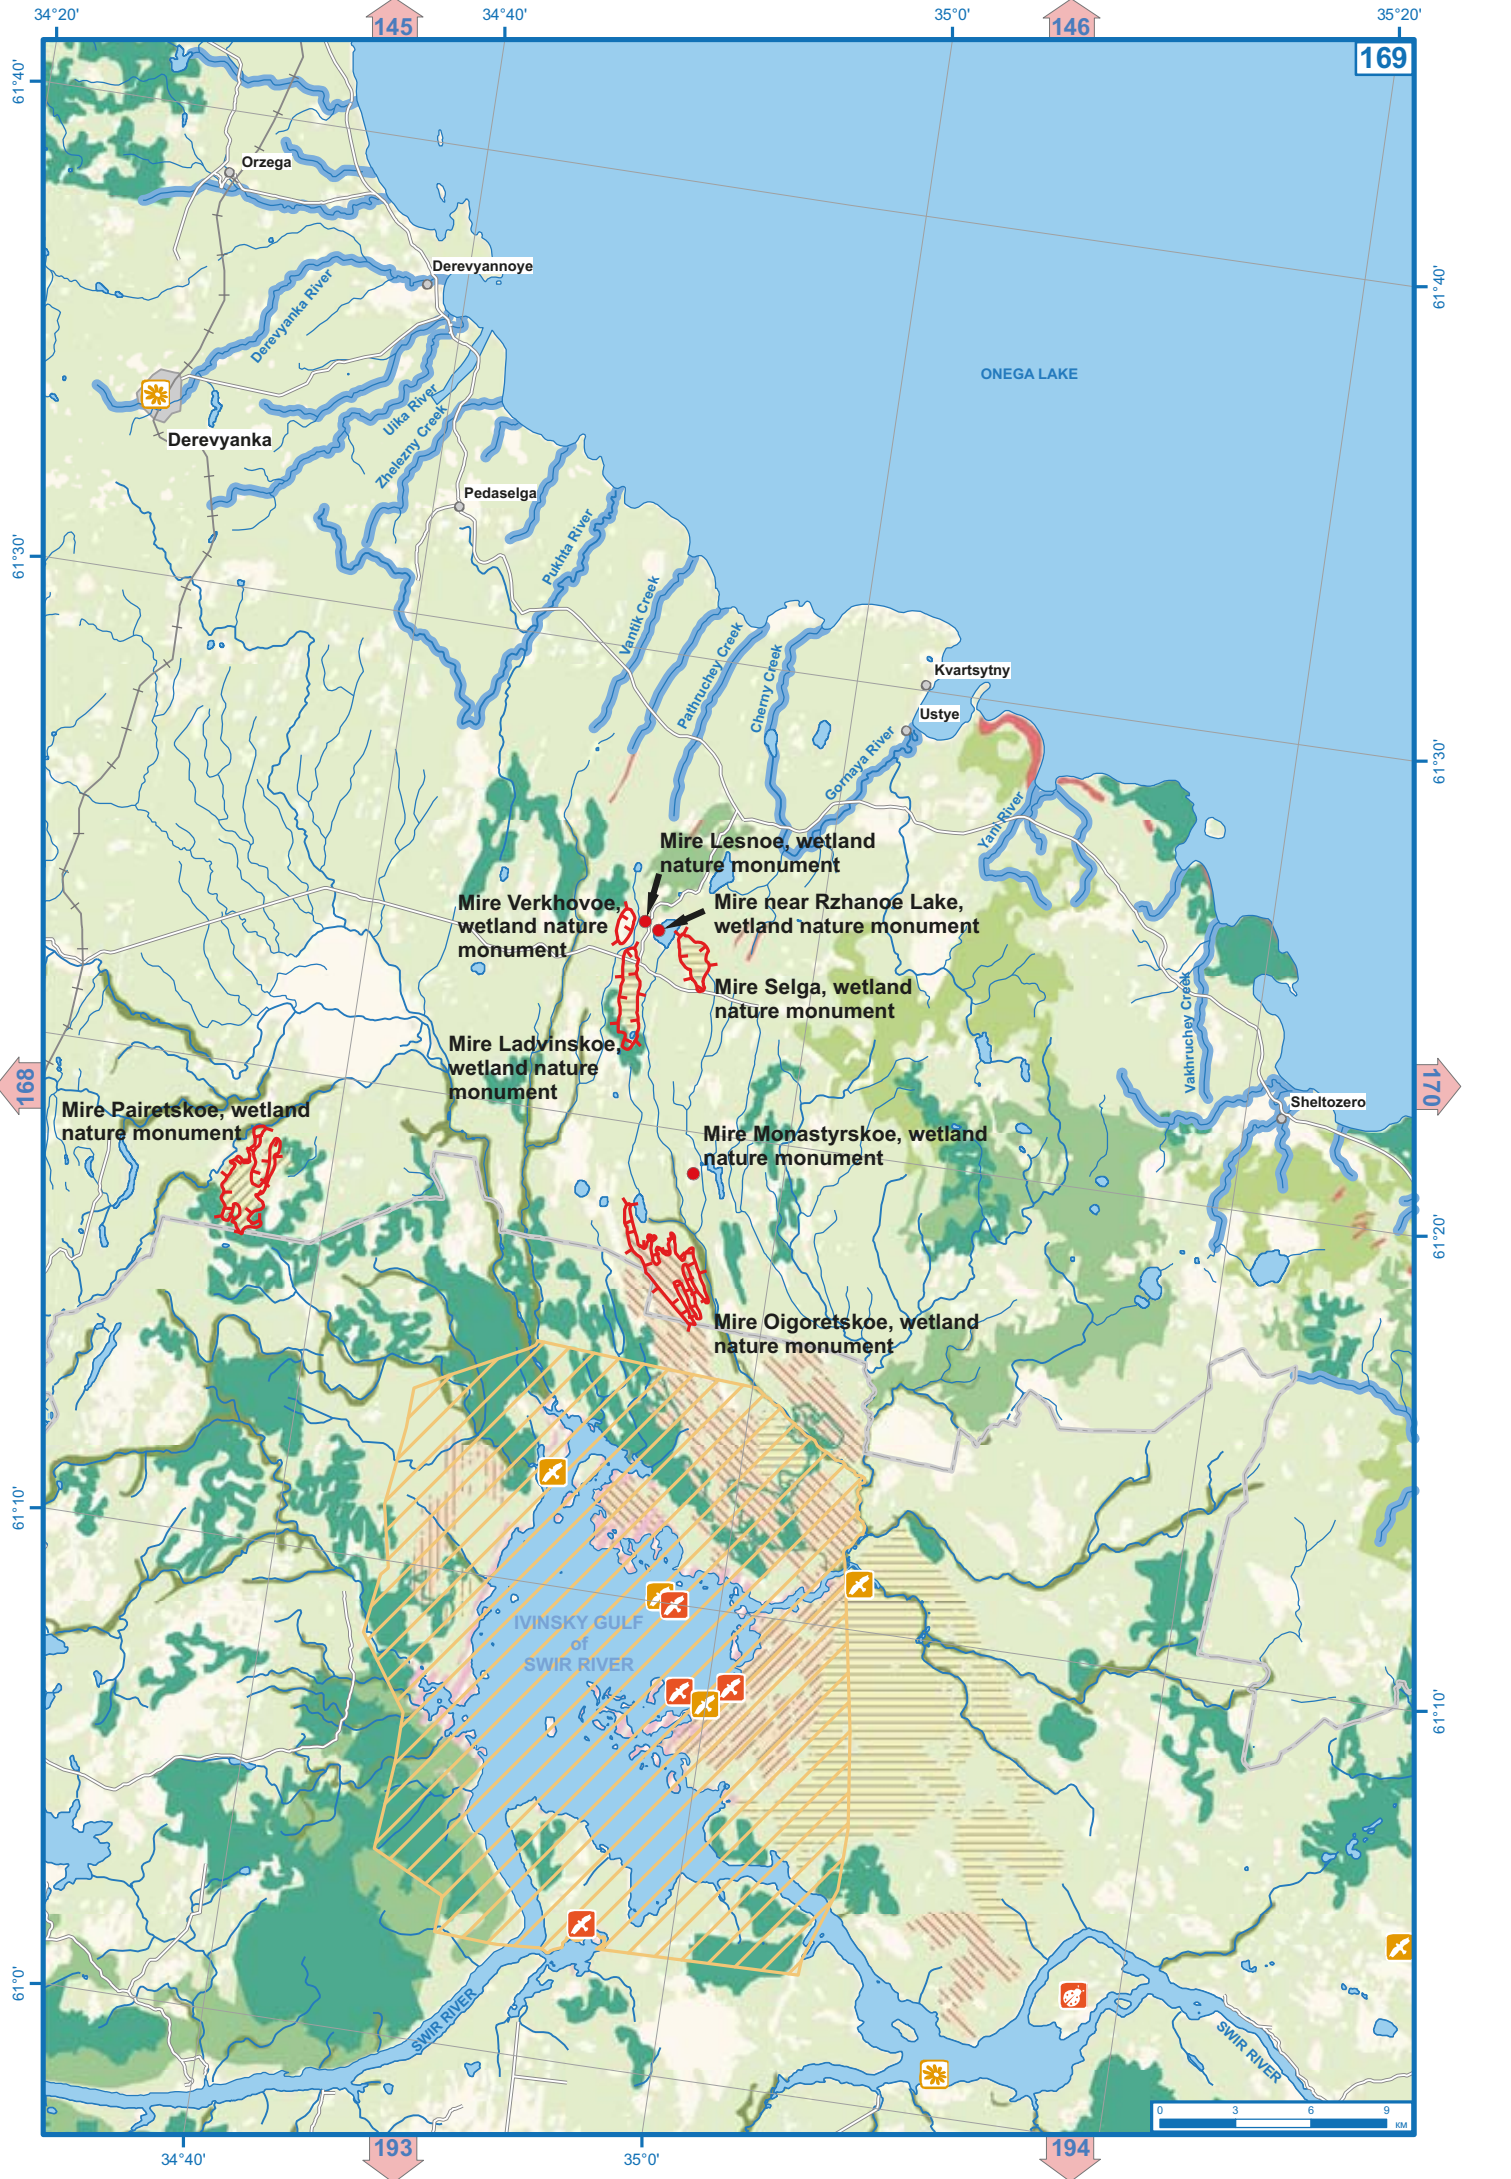 34°20'
145
34°40'
35°0'
146
35°20'
169
61°40'
Orzega
Derevyannoye
61°40'
Derevyanka River
ONEGA LAKE
Uika River
Derevyanka
Zhelezny Creek
Pedaselga
61°30'
Pukhta River
Vantik Creek
Pathruchey Creek
Cherny Creek
Kvartsytny
Ustye
Gornaya River
61°30'
Yani River
Mire Lesnoe, wetland
nature monument
Mire Verkhovoe,
wetland nature
monument
Mire near Rzhanoe Lake,
wetland nature monument
Mire Selga, wetland
nature monument
Mire Ladvinskoe,
wetland nature
monument
Vakhruchey Creek
168
170
Sheltozero
Mire Pairetskoe, wetland
nature monument
Mire Monastyrskoe, wetland
nature monument
61°20'
Mire Oigoretskoe, wetland
nature monument
61°10'
IVINSKY GULF
of
SWIR RIVER
61°10'
61°0'
SWIR RIVER
SWIR RIVER
0
3
6
9
км
34°40'
193
35°0'
194